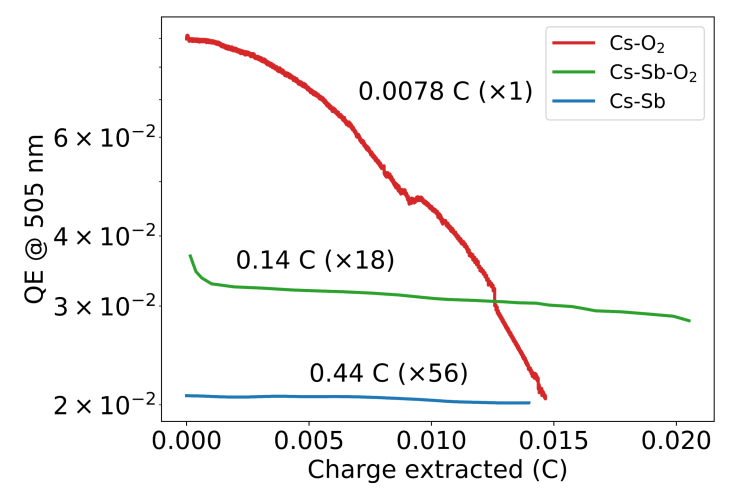 Cs-O₂
Cs-Sb-O₂
Cs-Sb
0.0078 C (×1)
0.14 C (×18)
0.44 C (×56)
QE @ 505 nm
6 × 10⁻²
4 × 10⁻²
3 × 10⁻²
2 × 10⁻²
0.000 0.005 0.010 0.015 0.020
Charge extracted (C)